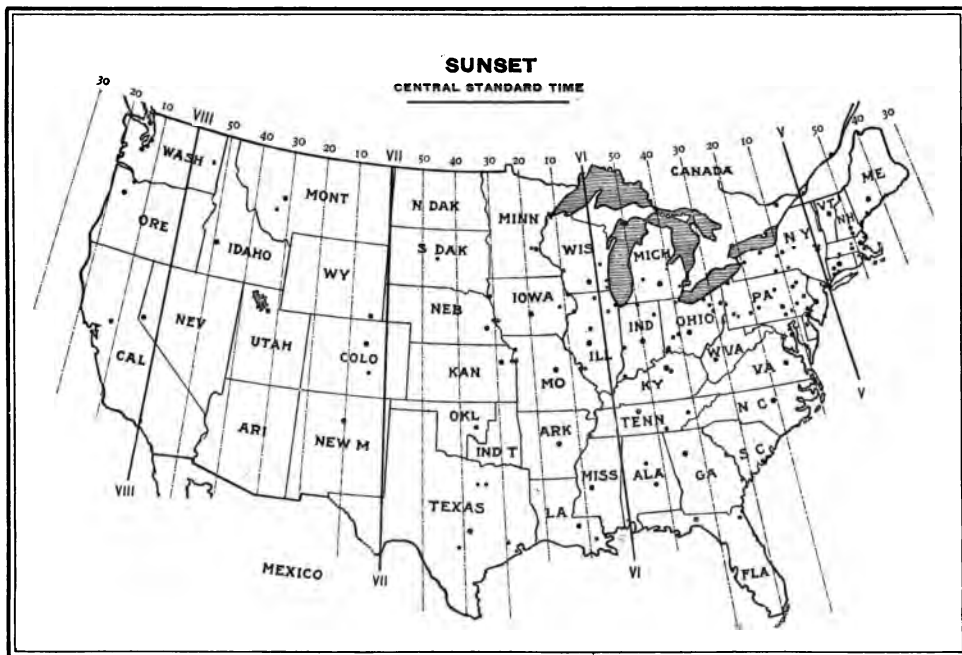 SUNSET
CENTRAL STANDARD TIME
30
20
10
VIII
50
40
30
20
10
VII
50
40
30
20
10
VI
50
40
30
20
10
V
50
40
30
CANADA
WASH
MONT
N DAK
MINN
ME
VT
NH
ORE
IDAHO
S DAK
WIS
MICH
N Y
WY
IOWA
PA
NEB
NEV
UTAH
COLO
ILL
IND
OHIO
W VA
CAL
KAN
MO
KY
VA
V
OKL
TENN
N C
ARI
NEW M
IND T
ARK
S C
MISS
ALA
GA
VIII
TEXAS
LA
MEXICO
VII
VI
FLA